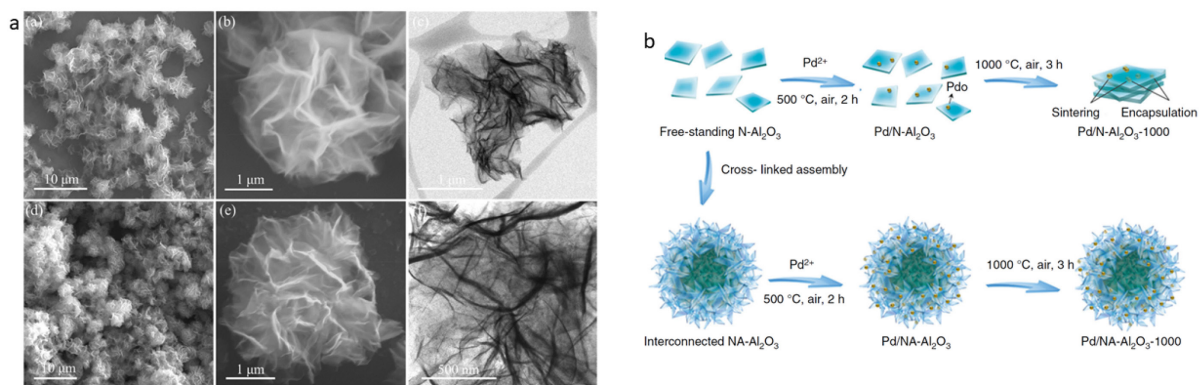 a
(a)
(b)
(c)
10 μm
1 μm
1 μm
(d)
(e)
(f)
10 μm
1 μm
500 nm
b
Pd²⁺
500 °C, air, 2 h
1000 °C, air, 3 h
Pdo
Sintering
Encapsulation
Free-standing N-Al₂O₃
Pd/N-Al₂O₃
Pd/N-Al₂O₃-1000
Cross- linked assembly
Pd²⁺
500 °C, air, 2 h
1000 °C, air, 3 h
Interconnected NA-Al₂O₃
Pd/NA-Al₂O₃
Pd/NA-Al₂O₃-1000